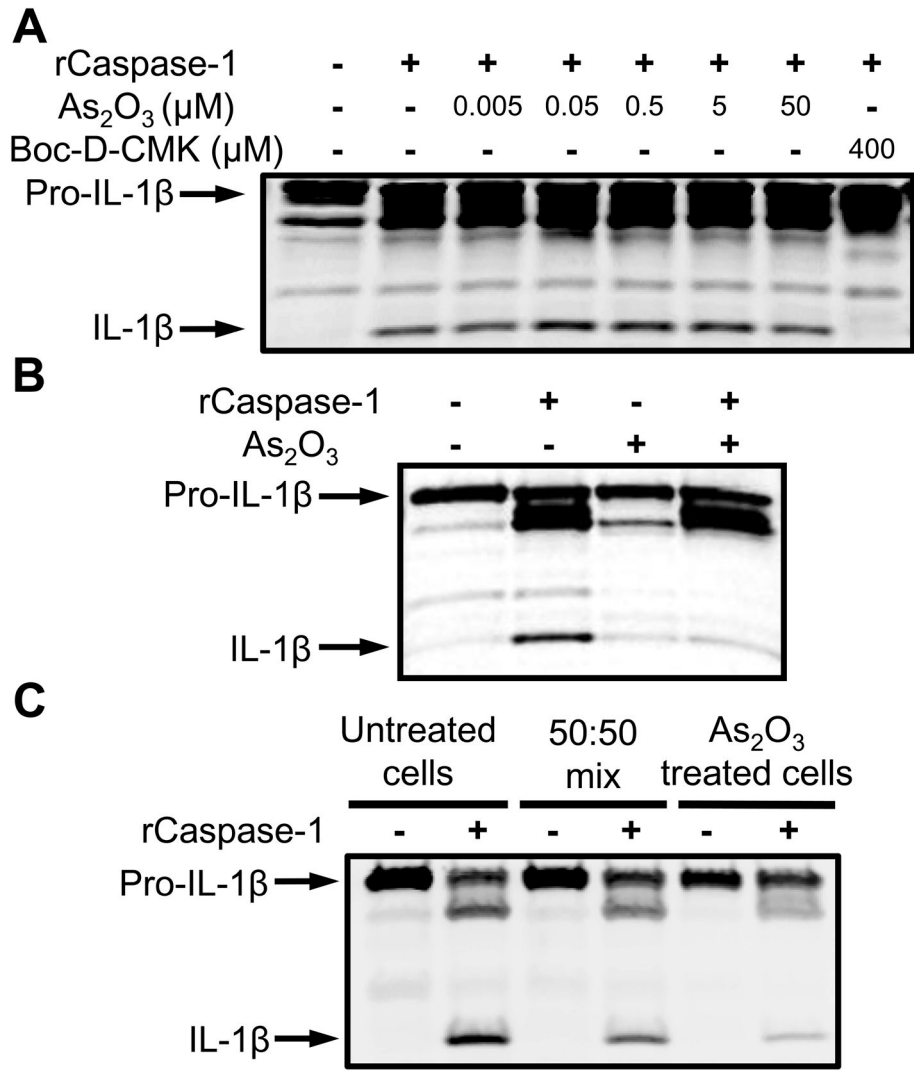 A
rCaspase-1 - + + + + + + +
As₂O₃ (µM) - - 0.005 0.05 0.5 5 50 -
Boc-D-CMK (µM) - - - - - - - 400
Pro-IL-1β
IL-1β
B
rCaspase-1 - + - +
As₂O₃ - - + +
Pro-IL-1β
IL-1β
C
Untreated cells
50:50 mix
As₂O₃ treated cells
rCaspase-1 - + - + - +
Pro-IL-1β
IL-1β